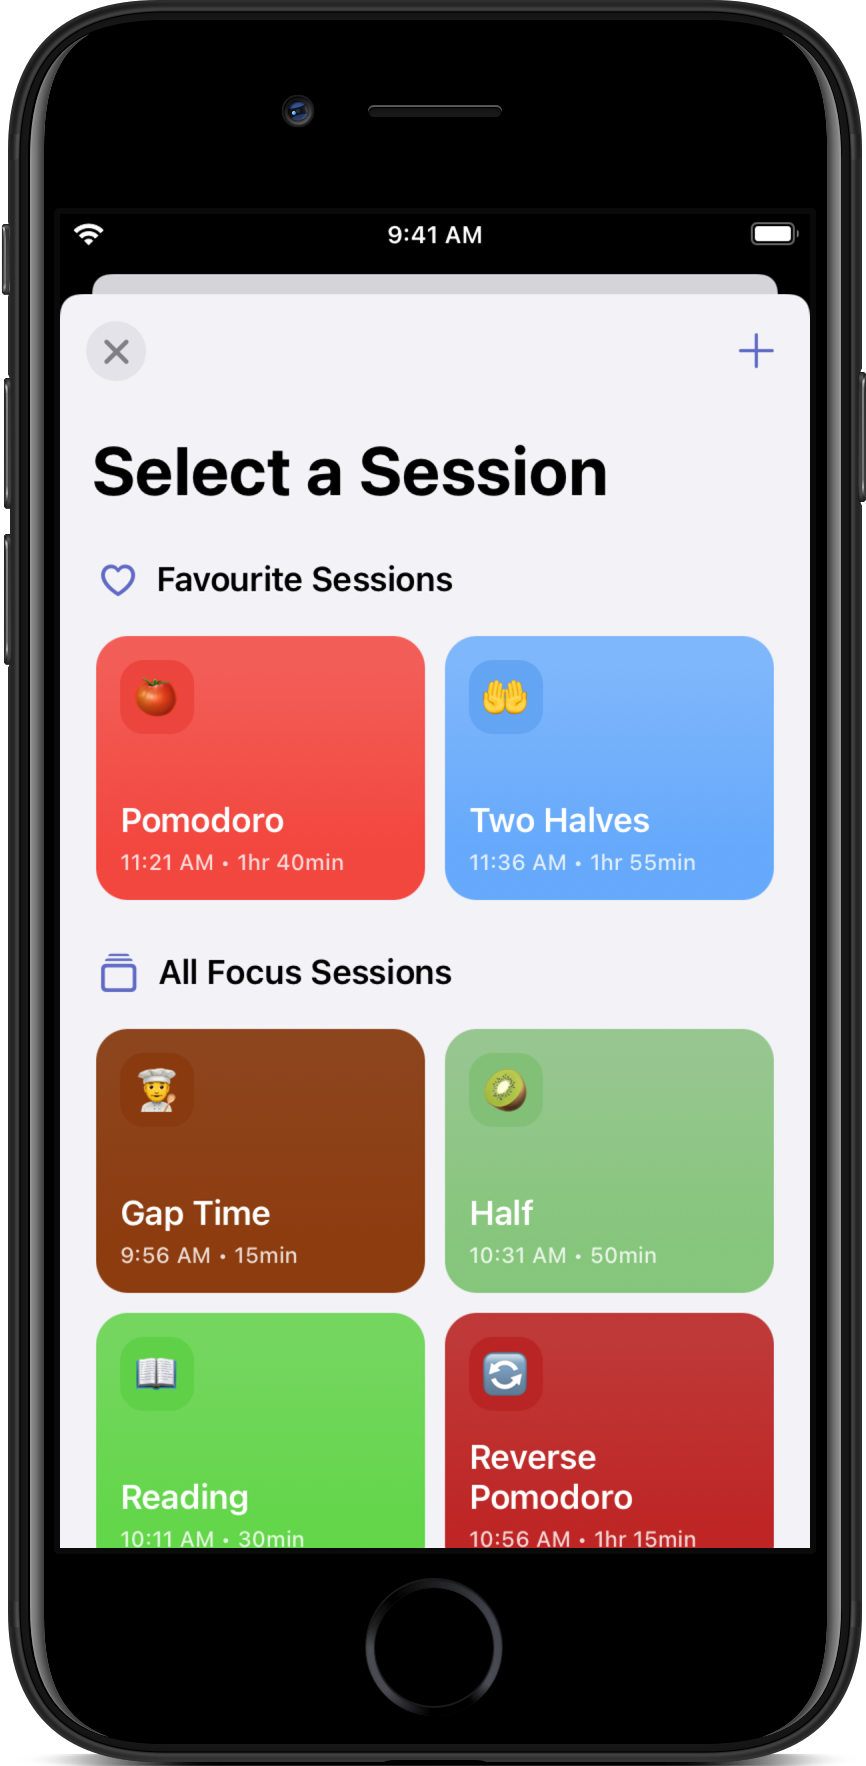 9:41 AM
Select a Session
Favourite Sessions
Pomodoro
11:21 AM • 1hr 40min
Two Halves
11:36 AM • 1hr 55min
All Focus Sessions
Gap Time
9:56 AM • 15min
Half
10:31 AM • 50min
Reading
10:11 AM • 30min
Reverse
Pomodoro
10:56 AM • 1hr 15min